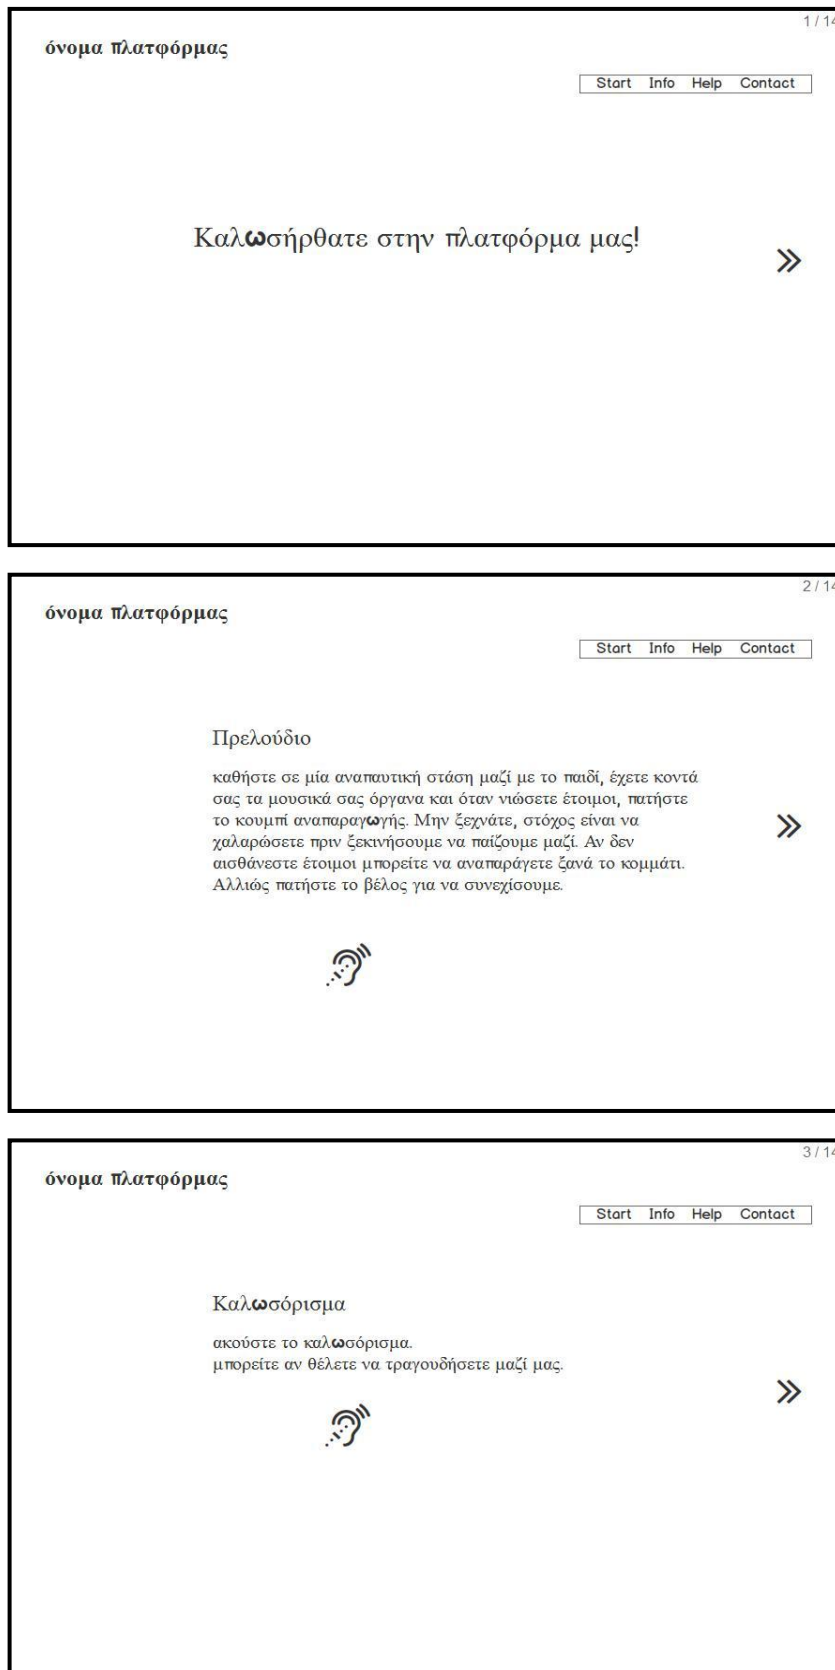 1 / 14
όνομα πλατφόρμας
Start Info Help Contact
Καλωσήρθατε στην πλατφόρμα μας!
2 / 14
όνομα πλατφόρμας
Start Info Help Contact
Πρελούδιο
καθήστε σε μία αναπαυτική στάση μαζί με το παιδί, έχετε κοντά
σας τα μουσικά σας όργανα και όταν νιώσετε έτοιμοι, πατήστε
το κουμπί αναπαραγωγής. Μην ξεχνάτε, στόχος είναι να
χαλαρώσετε πριν ξεκινήσουμε να παίζουμε μαζί. Αν δεν
αισθάνεστε έτοιμοι μπορείτε να αναπαράγετε ξανά το κομμάτι.
Αλλιώς πατήστε το βέλος για να συνεχίσουμε.
3 / 14
όνομα πλατφόρμας
Start Info Help Contact
Καλωσόρισμα
ακούστε το καλωσόρισμα.
μπορείτε αν θέλετε να τραγουδήσετε μαζί μας.